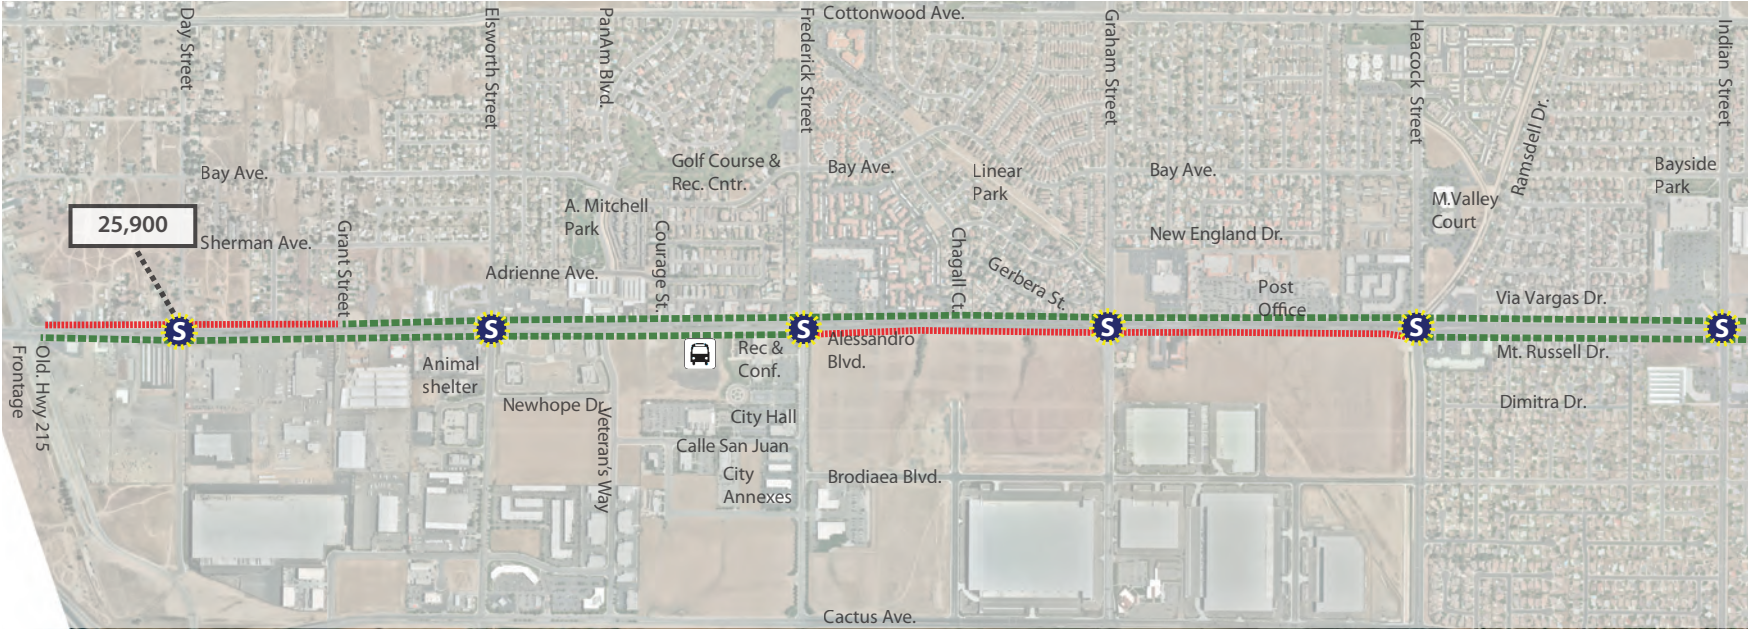 Cottonwood Ave.
Day Street
Elsworth Street
PanAm Blvd.
Frederick Street
Graham Street
Heacock Street
Indian Street
Ramsdell Dr.
Bay Ave.
Golf Course &
Rec. Cntr.
Bay Ave.
Linear
Park
Bay Ave.
Bayside
Park
M.Valley
Court
25,900
A. Mitchell
Park
Sherman Ave.
Grant Street
Courage St.
Chagall Ct.
New England Dr.
Adrienne Ave.
Gerbera St.
Post
Office
Via Vargas Dr.
S
S
S
S
S
S
Alessandro
Blvd.
Rec &
Conf.
Mt. Russell Dr.
Old. Hwy 215
Frontage
Animal
shelter
Newhope Dr.
Veteran's Way
City Hall
Dimitra Dr.
Calle San Juan
City
Annexes
Brodiaea Blvd.
Cactus Ave.